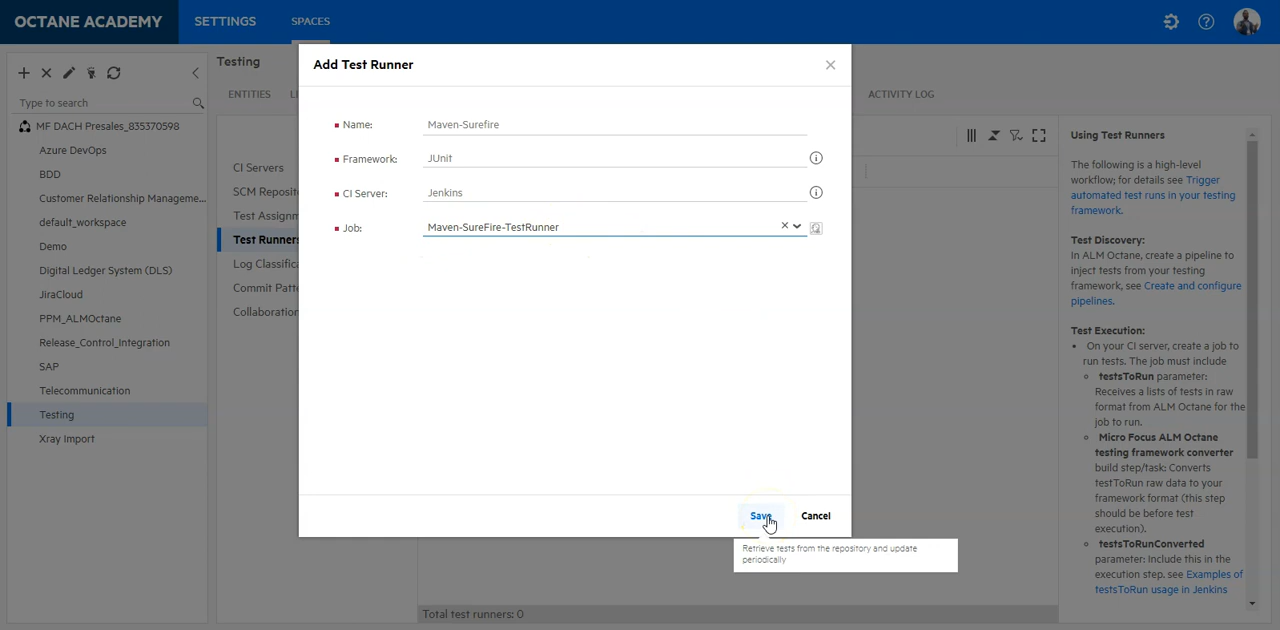 OCTANE ACADEMY
SETTINGS
SPACES
Type to search
MF DACH Presales_835370598
Azure DevOps
BDD
Customer Relationship Manageme...
default_workspace
Demo
Digital Ledger System (DLS)
JiraCloud
PPM_ALMOctane
Release_Control_Integration
SAP
Telecommunication
Testing
Xray Import
Testing
ENTITIES
ACTIVITY LOG
CI Servers
SCM Reposit
Test Assignm
Test Runners
Log Classifica
Commit Patt
Collaboration
Add Test Runner
Name:
Maven-Surefire
Framework:
JUnit
CI Server:
Jenkins
Job:
Maven-SureFire-TestRunner
Save
Cancel
Retrieve tests from the repository and update
periodically
Total test runners: 0
Using Test Runners
The following is a high-level
workflow; for details see Trigger
automated test runs in your testing
framework.
Test Discovery:
In ALM Octane, create a pipeline to
inject tests from your testing
framework, see Create and configure
pipelines.
Test Execution:
• On your CI server, create a job to
run tests. The job must include
testsToRun parameter:
Receives a lists of tests in raw
format from ALM Octane for the
job to run.
Micro Focus ALM Octane
testing framework converter
build step/task: Converts
testToRun raw data to your
framework format (this step
should be before test
execution).
testsToRunConverted
parameter: Include this in the
execution step. see Examples of
testsToRun usage in Jenkins